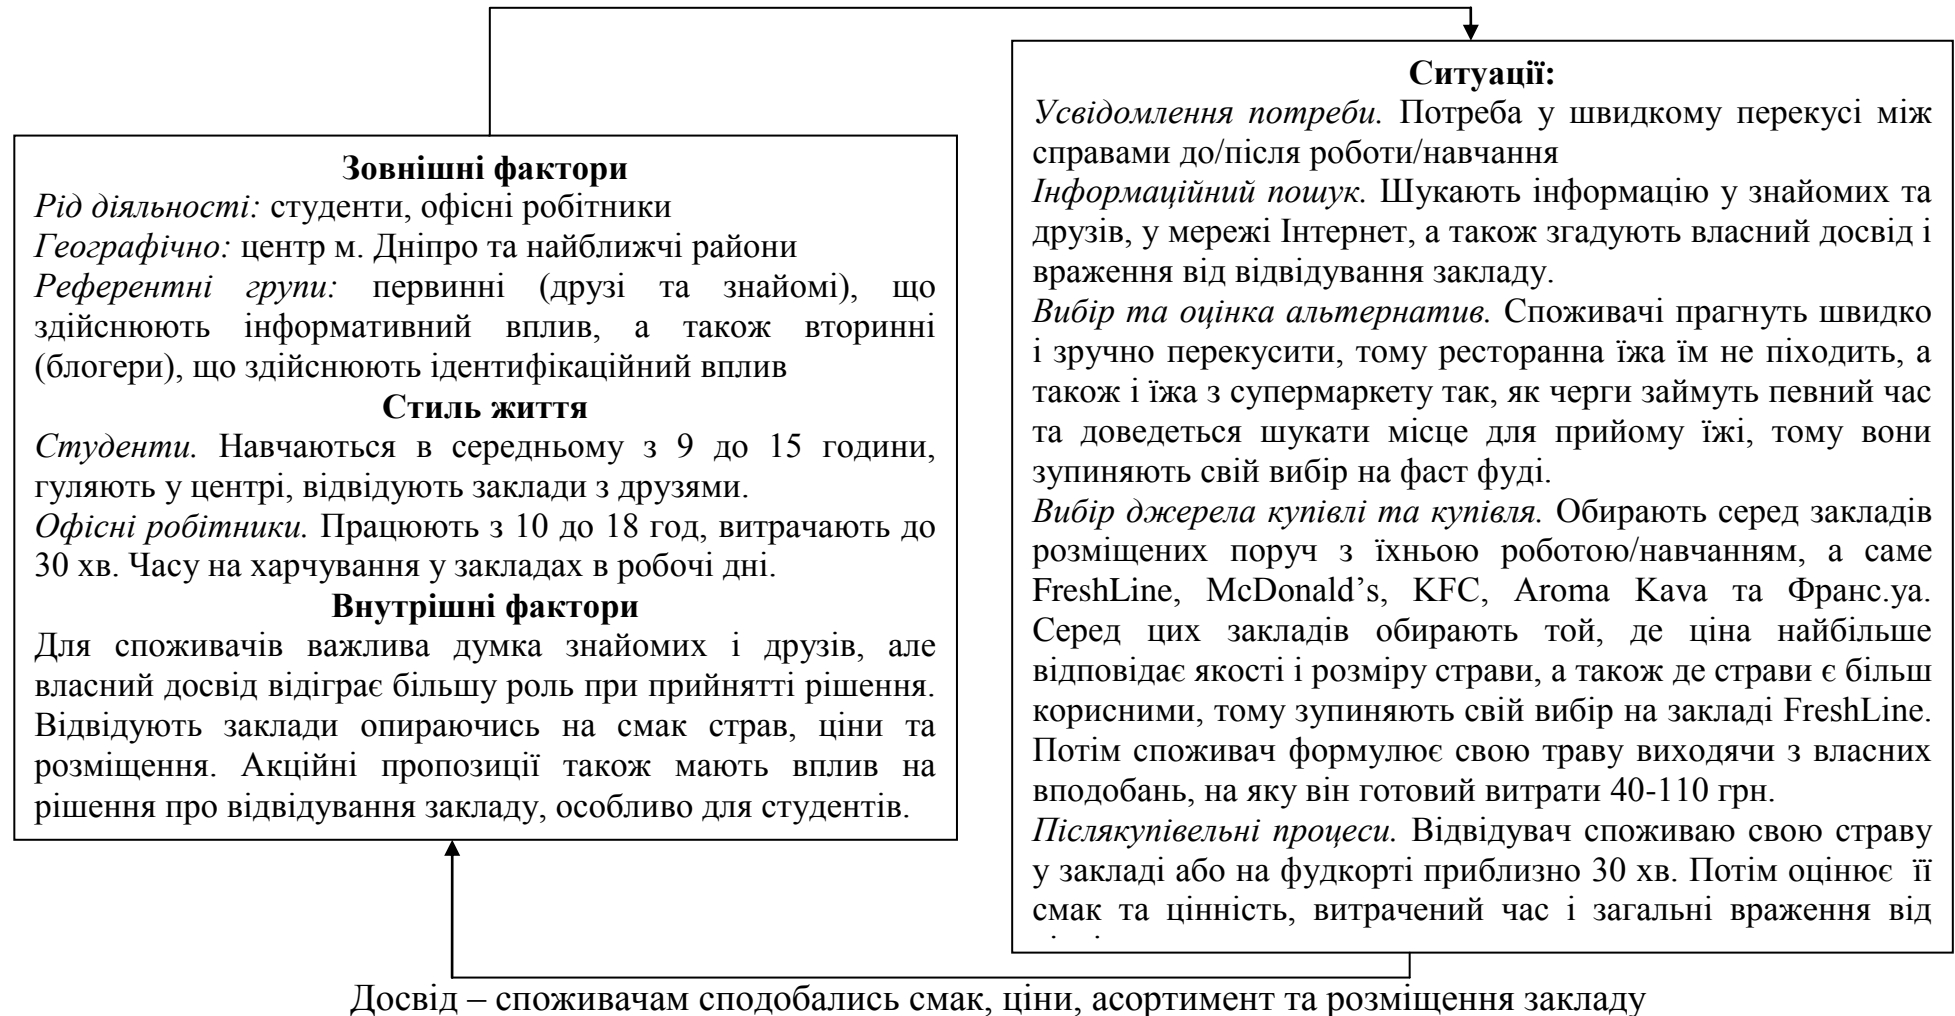 Зовнішні фактори
Рід діяльності: студенти, офісні робітники
Географічно: центр м. Дніпро та найближчі райони
Референтні групи: первинні (друзі та знайомі), що
здійснюють інформативний вплив, а також вторинні
(блогери), що здійснюють ідентифікаційний вплив
Стиль життя
Студенти. Навчаються в середньому з 9 до 15 години,
гуляють у центрі, відвідують заклади з друзями.
Офісні робітники. Працюють з 10 до 18 год, витрачають до
30 хв. Часу на харчування у закладах в робочі дні.
Внутрішні фактори
Для споживачів важлива думка знайомих і друзів, але
власний досвід відіграє більшу роль при прийнятті рішення.
Відвідують заклади опираючись на смак страв, ціни та
розміщення. Акційні пропозиції також мають вплив на
рішення про відвідування закладу, особливо для студентів.
Ситуації:
Усвідомлення потреби. Потреба у швидкому перекусі між
справами до/після роботи/навчання
Інформаційний пошук. Шукають інформацію у знайомих та
друзів, у мережі Інтернет, а також згадують власний досвід і
враження від відвідування закладу.
Вибір та оцінка альтернатив. Споживачі прагнуть швидко
і зручно перекусити, тому ресторанна їжа їм не піходить, а
також і їжа з супермаркету так, як черги займуть певний час
та доведеться шукати місце для прийому їжі, тому вони
зупиняють свій вибір на фаст фуді.
Вибір джерела купівлі та купівля. Обирають серед закладів
розміщених поруч з їхньою роботою/навчанням, а саме
FreshLine, McDonald’s, KFC, Aroma Kava та Франс.уа.
Серед цих закладів обирають той, де ціна найбільше
відповідає якості і розміру страви, а також де страви є більш
корисними, тому зупиняють свій вибір на закладі FreshLine.
Потім споживач формулює свою траву виходячи з власних
вподобань, на яку він готовий витрати 40-110 грн.
Післякупівельні процеси. Відвідувач споживаю свою страву
у закладі або на фудкорті приблизно 30 хв. Потім оцінює її
смак та цінність, витрачений час і загальні враження від
Досвід – споживачам сподобались смак, ціни, асортимент та розміщення закладу